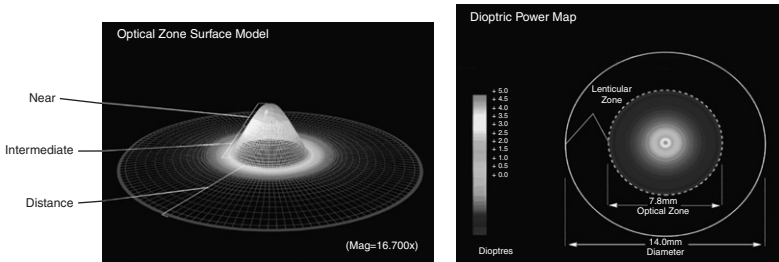 Optical Zone Surface Model
Near
Intermediate
Distance
(Mag=16.700x)
Dioptric Power Map
Lenticular
Zone
+ 5.0
+ 4.5
+ 4.0
+ 3.5
+ 3.0
+ 2.5
+ 2.0
+ 1.5
+ 1.0
+ 0.5
+ 0.0
7.8mm
Optical Zone
14.0mm
Diameter
Dioptres